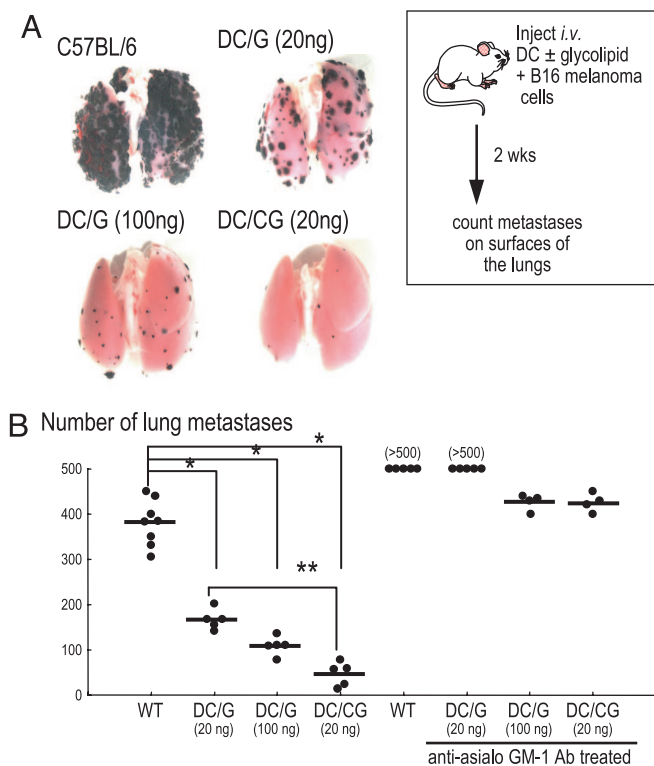 A
C57BL/6
DC/G (20ng)
DC/G (100ng)
DC/CG (20ng)
Inject i.v.
DC ± glycolipid
+ B16 melanoma
cells
2 wks
count metastases
on surfaces of
the lungs
B Number of lung metastases
500
400
300
200
100
0
*
*
*
**
(>500) (>500)
WT DC/G DC/G DC/CG WT DC/G DC/G DC/CG
(20 ng) (100 ng) (20 ng) (20 ng) (100 ng) (20 ng)
anti-asialo GM-1 Ab treated